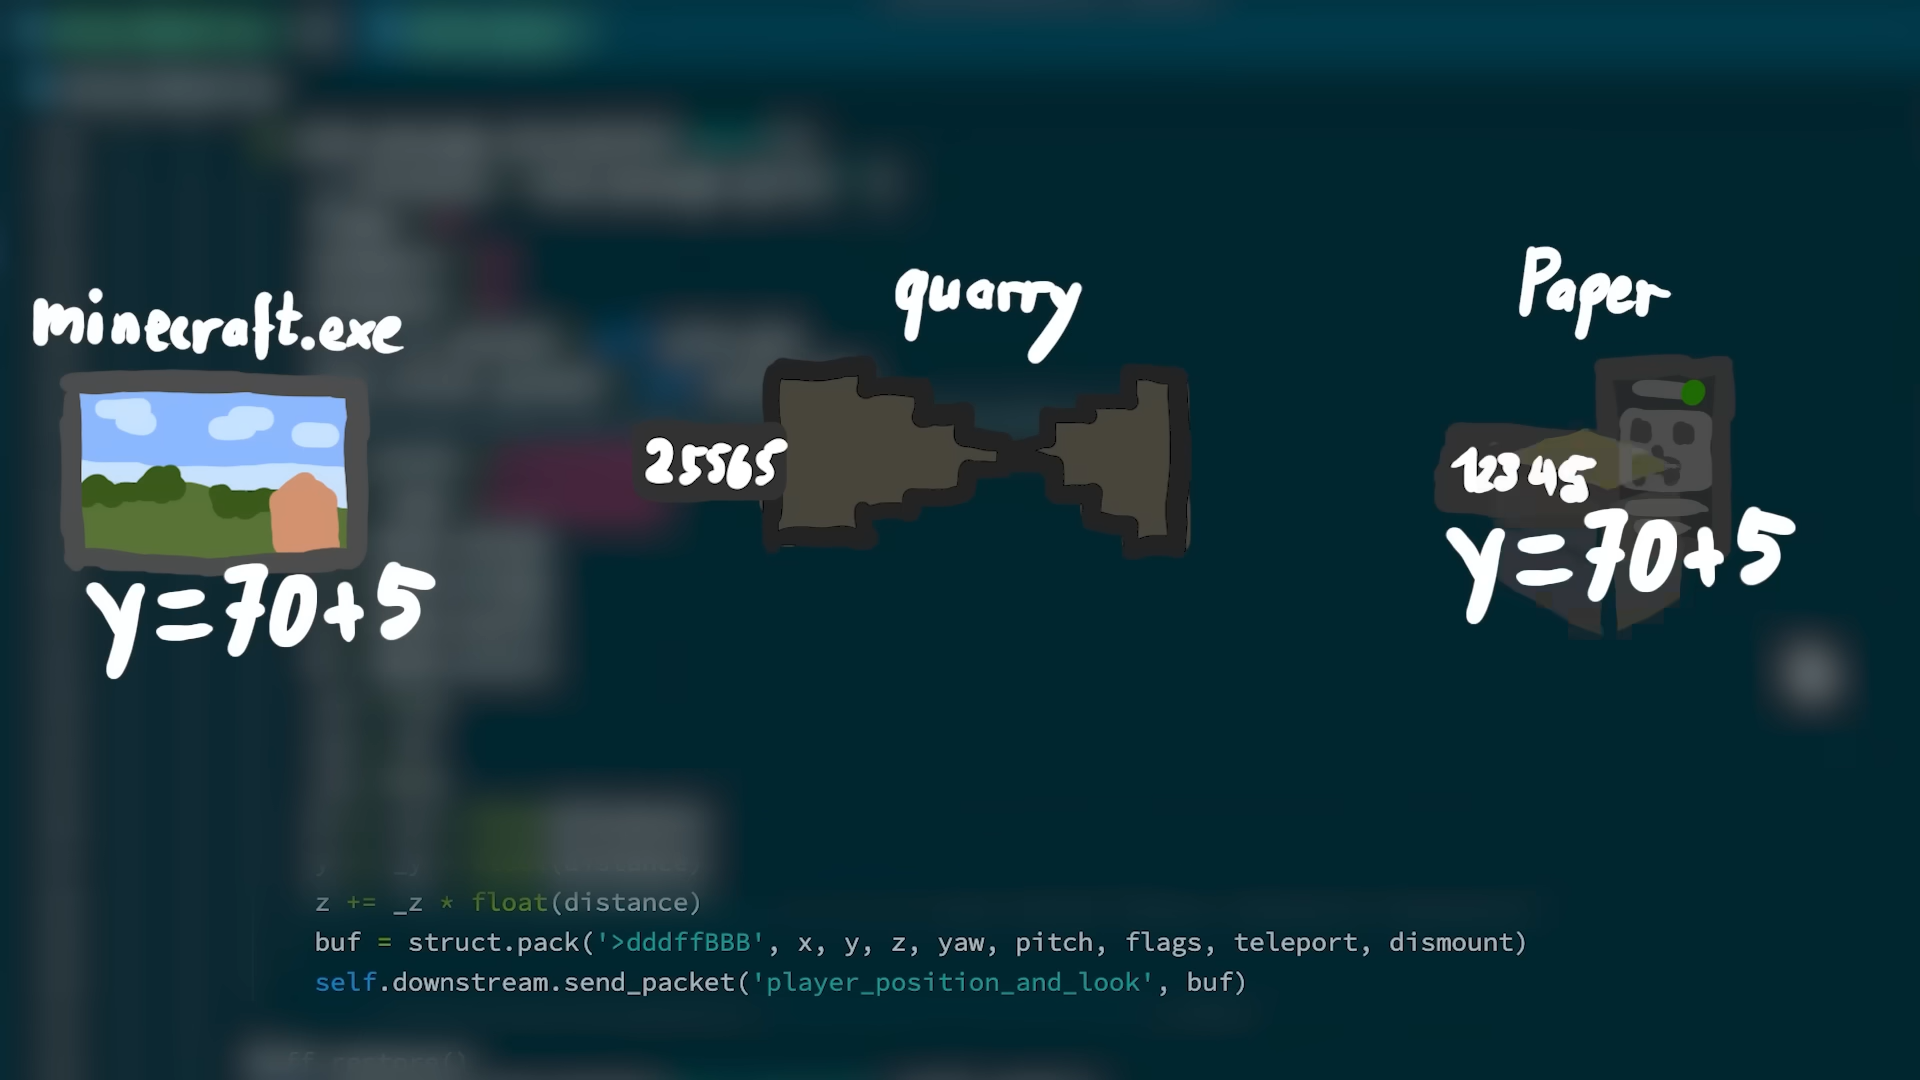 minecraft.exe
quarry
Paper
25565
12345
y=70+5
y=70+5
z += _z * float(distance)
buf = struct.pack('>dddffBBB', x, y, z, yaw, pitch, flags, teleport, dismount)
self.downstream.send_packet('player_position_and_look', buf)